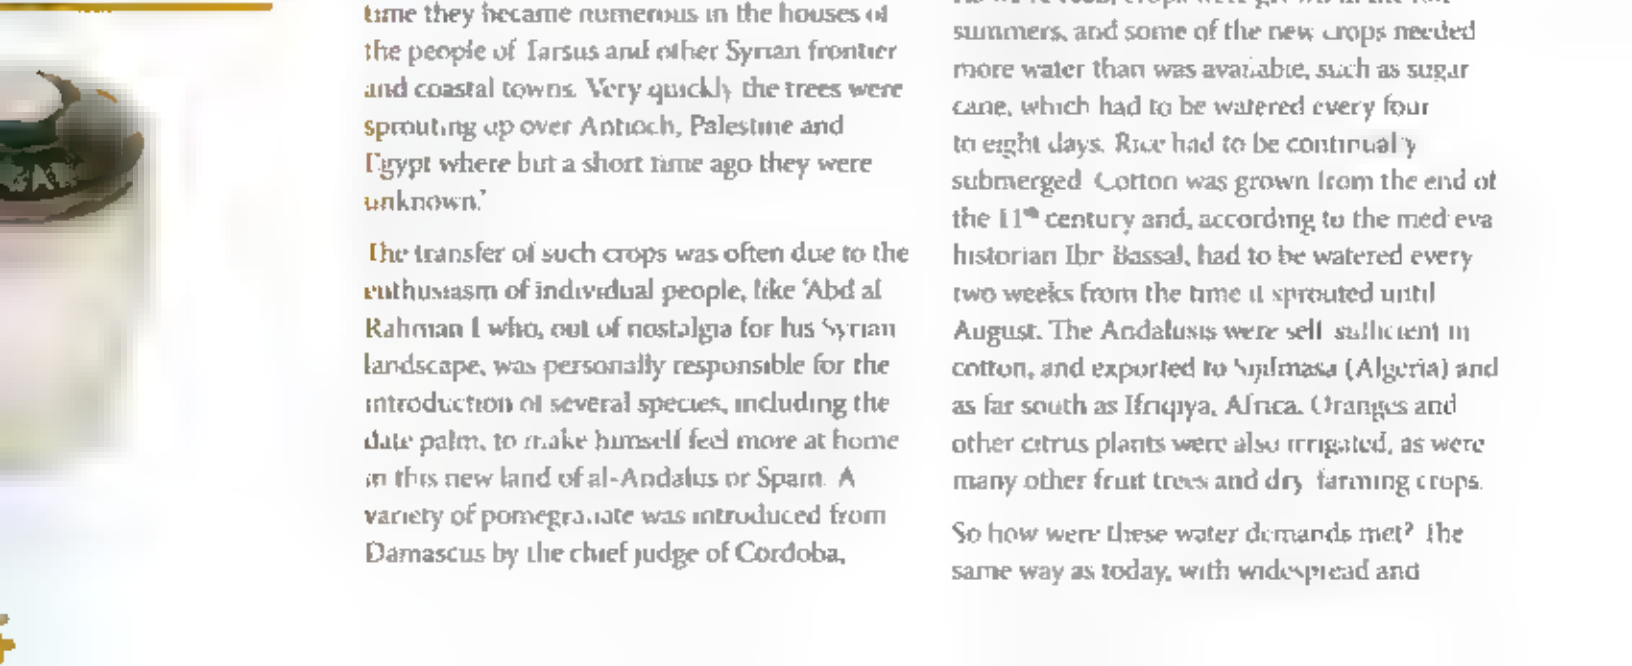 time they became numerous in the houses of
the people of Tarsus and other Syrian frontier
and coastal towns. Very quickly the trees were
sprouting up over Antioch, Palestine and
Egypt where but a short time ago they were
unknown.'
The transfer of such crops was often due to the
enthusiasm of individual people, like 'Abd al
Rahman I who, out of nostalgia for his Syrian
landscape, was personally responsible for the
introduction of several species, including the
date palm, to make himself feel more at home
in this new land of al-Andalus or Spain. A
variety of pomegranate was introduced from
Damascus by the chief judge of Cordoba,
summers, and some of the new crops needed
more water than was available, such as sugar
cane, which had to be watered every four
to eight days. Rice had to be continually
submerged. Cotton was grown from the end of
the 11th century and, according to the medieval
historian Ibn Bassal, had to be watered every
two weeks from the time it sprouted until
August. The Andalusis were self-sufficient in
cotton, and exported to Sijilmasa (Algeria) and
as far south as Ifriqiya, Africa. Oranges and
other citrus plants were also irrigated, as were
many other fruit trees and dry-farming crops.
So how were these water demands met? The
same way as today, with widespread and